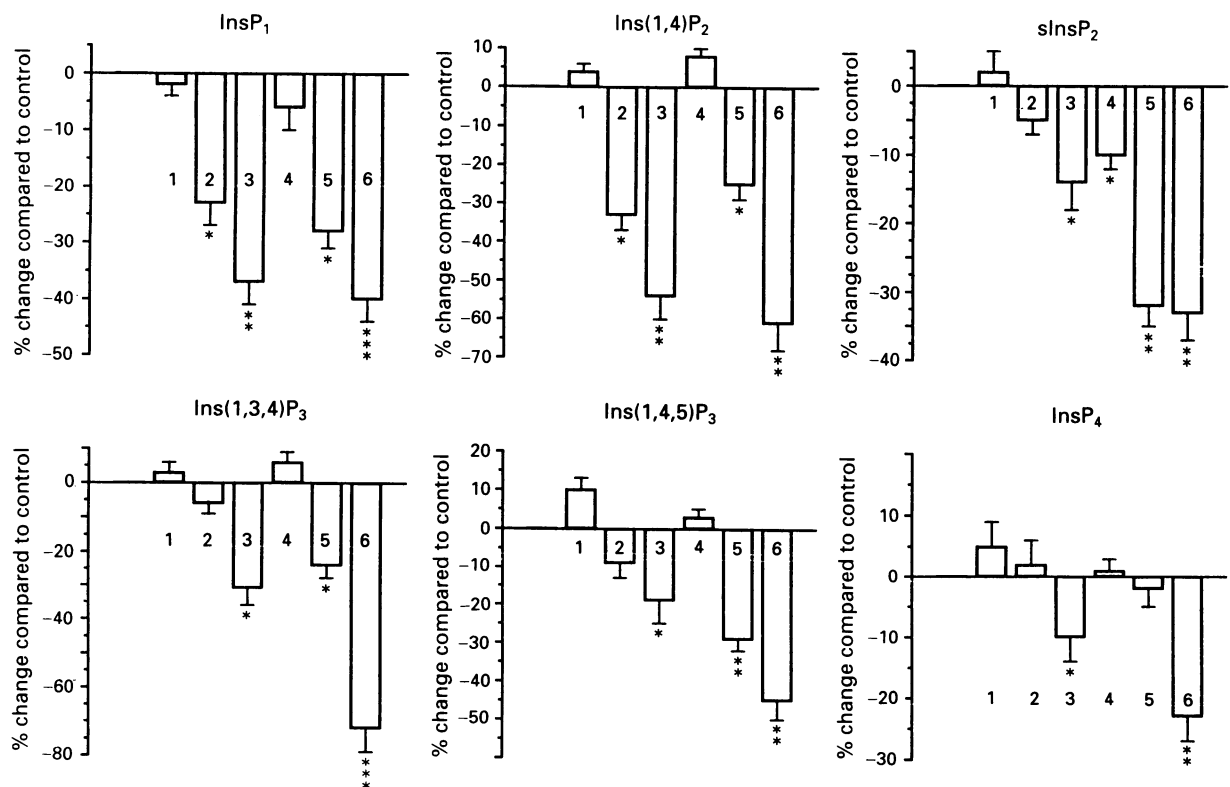 InsP₁
% change compared to control
0
−10
−20
−30
−40
−50
1 2 3 4 5 6
* ** * ***
Ins(1,4)P₂
% change compared to control
10
0
−10
−20
−30
−40
−50
−60
−70
1 2 3 4 5 6
* ** * **
sInsP₂
% change compared to control
0
−10
−20
−30
−40
1 2 3 4 5 6
* * ** **
Ins(1,3,4)P₃
% change compared to control
0
−20
−40
−60
−80
1 2 3 4 5 6
* * ***
Ins(1,4,5)P₃
% change compared to control
20
10
0
−10
−20
−30
−40
−50
1 2 3 4 5 6
* ** **
InsP₄
% change compared to control
10
0
−10
−20
−30
1 2 3 4 5 6
* **